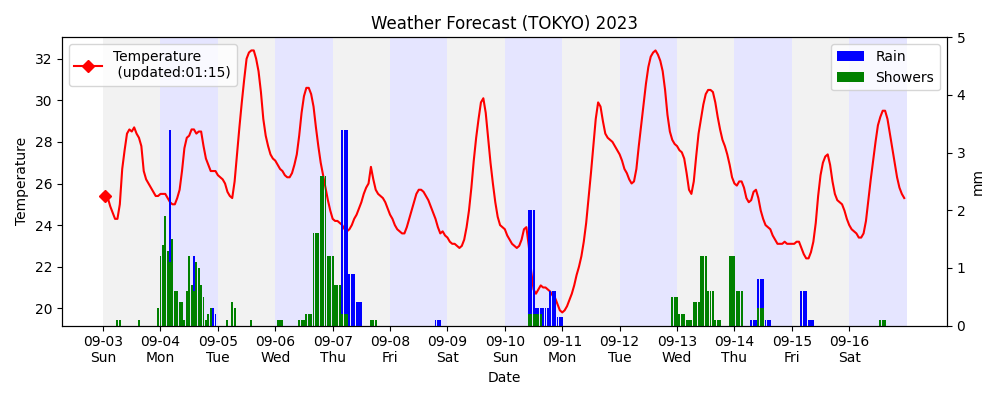 Weather Forecast (TOKYO) 2023
Temperature
(updated:01:15)
Rain
Showers
Temperature
32
30
28
26
24
22
20
5
4
3
2
1
0
mm
09-03 09-04 09-05 09-06 09-07 09-08 09-09 09-10 09-11 09-12 09-13 09-14 09-15 09-16
Sun Mon Tue Wed Thu Fri Sat Sun Mon Tue Wed Thu Fri Sat
Date